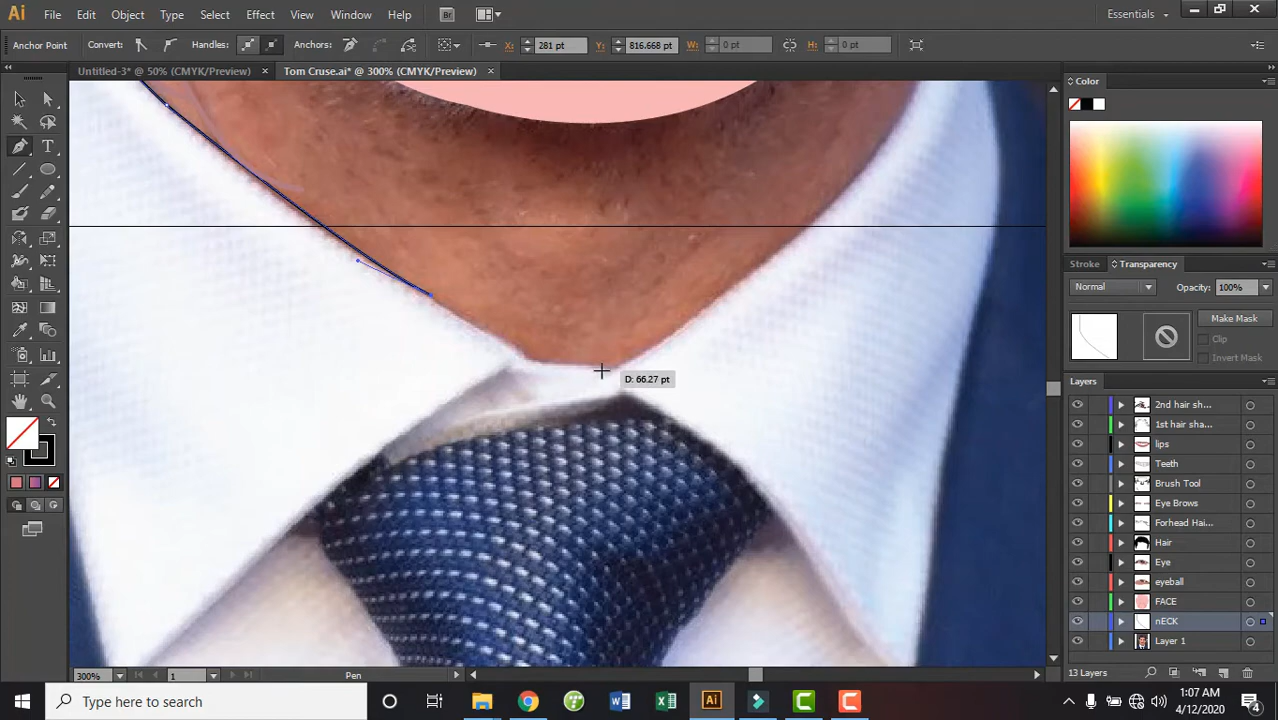 Ai File Edit Object Type Select Effect View Window Help Br Essentials
Anchor Point Convert: Handles: Anchors: X: 281 pt Y: 816.668 pt W: 0 pt H: 0 pt
Untitled-3* @ 50% (CMYK/Preview) × Tom Cruse.ai* @ 300% (CMYK/Preview) ×
Color
Stroke Transparency
Normal Opacity: 100%
Make Mask
Clip
Invert Mask
D: 66.27 pt
Layers
2nd hair sh...
1st hair sha...
lips
Teeth
Brush Tool
Eye Brows
Forhead Hai...
Hair
Eye
eyeball
FACE
nECK
Layer 1
13 Layers
300% 1 Pen
Type here to search
1:07 AM
4/12/2020
4